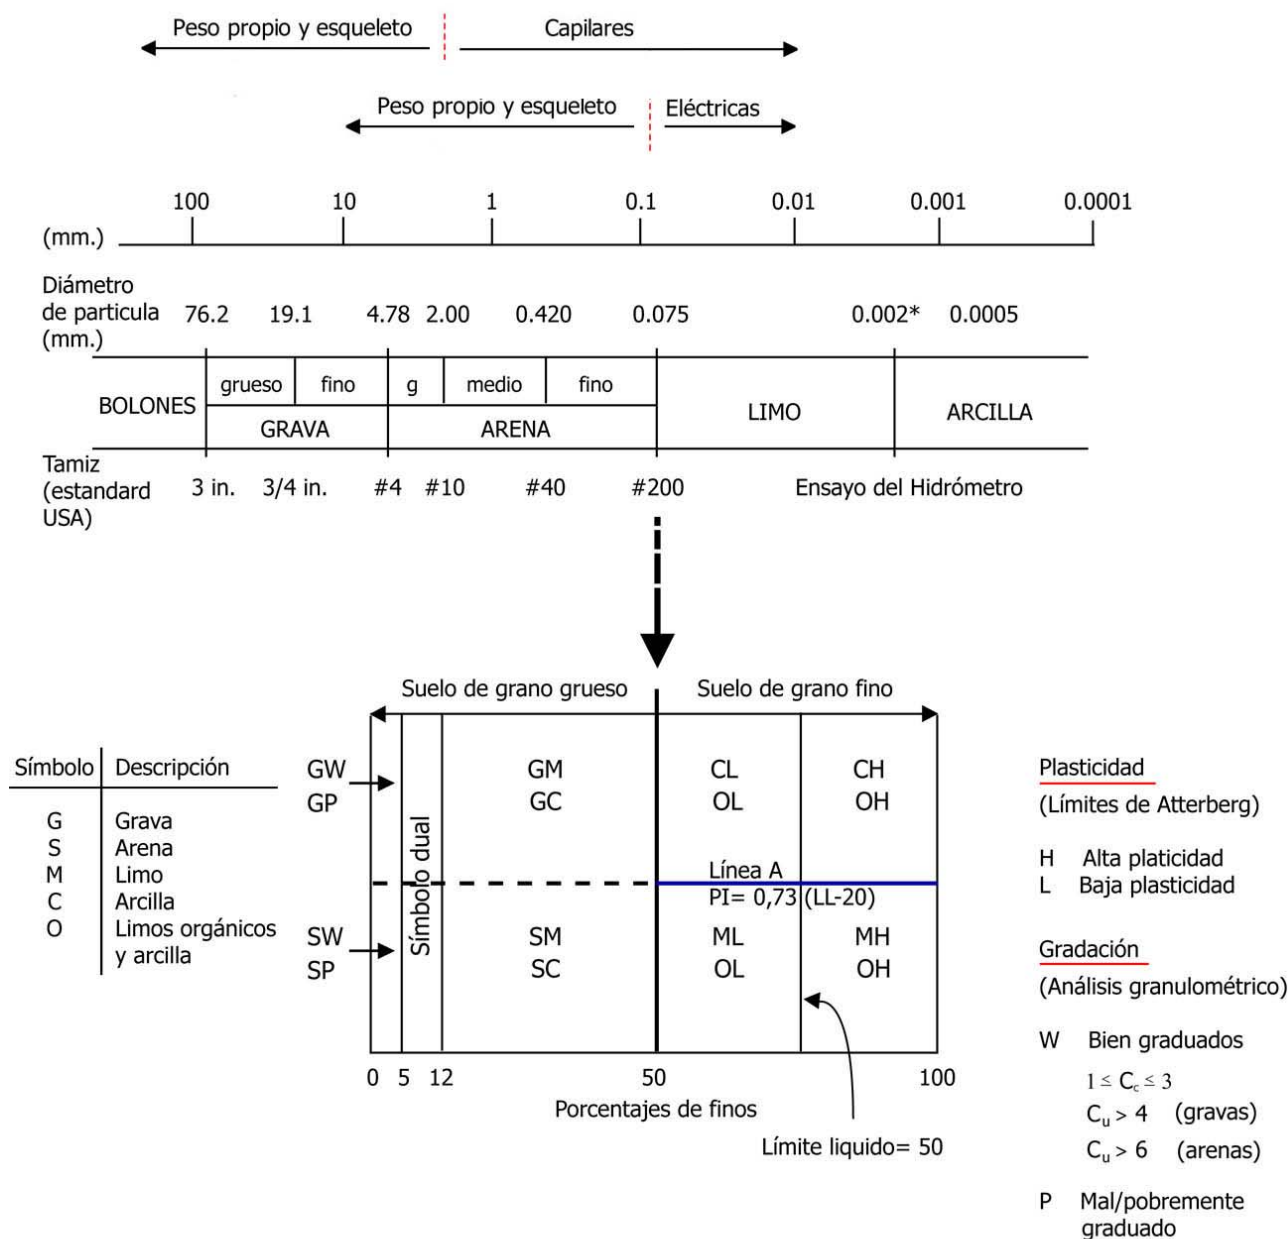 Peso propio y esqueleto Capilares
Peso propio y esqueleto Eléctricas
100 10 1 0.1 0.01 0.001 0.0001
(mm.)
Diámetro
de particula
(mm.)
76.2 19.1 4.78 2.00 0.420 0.075 0.002* 0.0005
grueso fino g medio fino
BOLONES GRAVA ARENA LIMO ARCILLA
Tamiz
(estandard
USA)
3 in. 3/4 in. #4 #10 #40 #200 Ensayo del Hidrómetro
Suelo de grano grueso Suelo de grano fino
Símbolo Descripción
G Grava
S Arena
M Limo
C Arcilla
O Limos orgánicos
y arcilla
GW
GP
SW
SP
Símbolo dual
GM
GC
SM
SC
CL
OL
CH
OH
Línea A
PI= 0,73 (LL-20)
ML
OL
MH
OH
0 5 12 50 100
Porcentajes de finos
Límite liquido= 50
Plasticidad
(Límites de Atterberg)
H Alta platicidad
L Baja plasticidad
Gradación
(Análisis granulométrico)
W Bien graduados
1 ≤ Cc ≤ 3
Cu > 4 (gravas)
Cu > 6 (arenas)
P Mal/pobremente
graduado